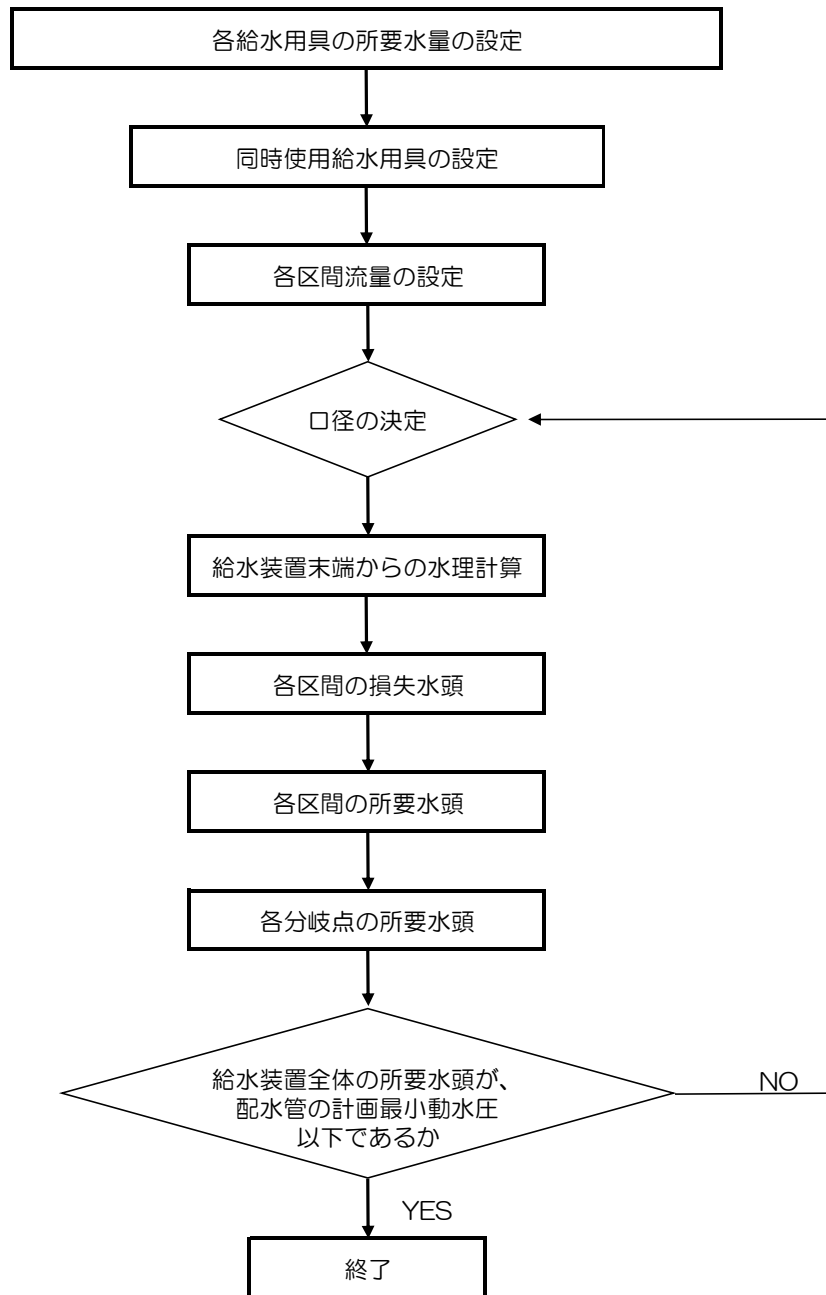 各給水用具の所要水量の設定
同時使用給水用具の設定
各区間流量の設定
口径の決定
給水装置末端からの水理計算
各区間の損失水頭
各区間の所要水頭
各分岐点の所要水頭
給水装置全体の所要水頭が、
配水管の計画最小動水圧
以下であるか
NO
YES
終了